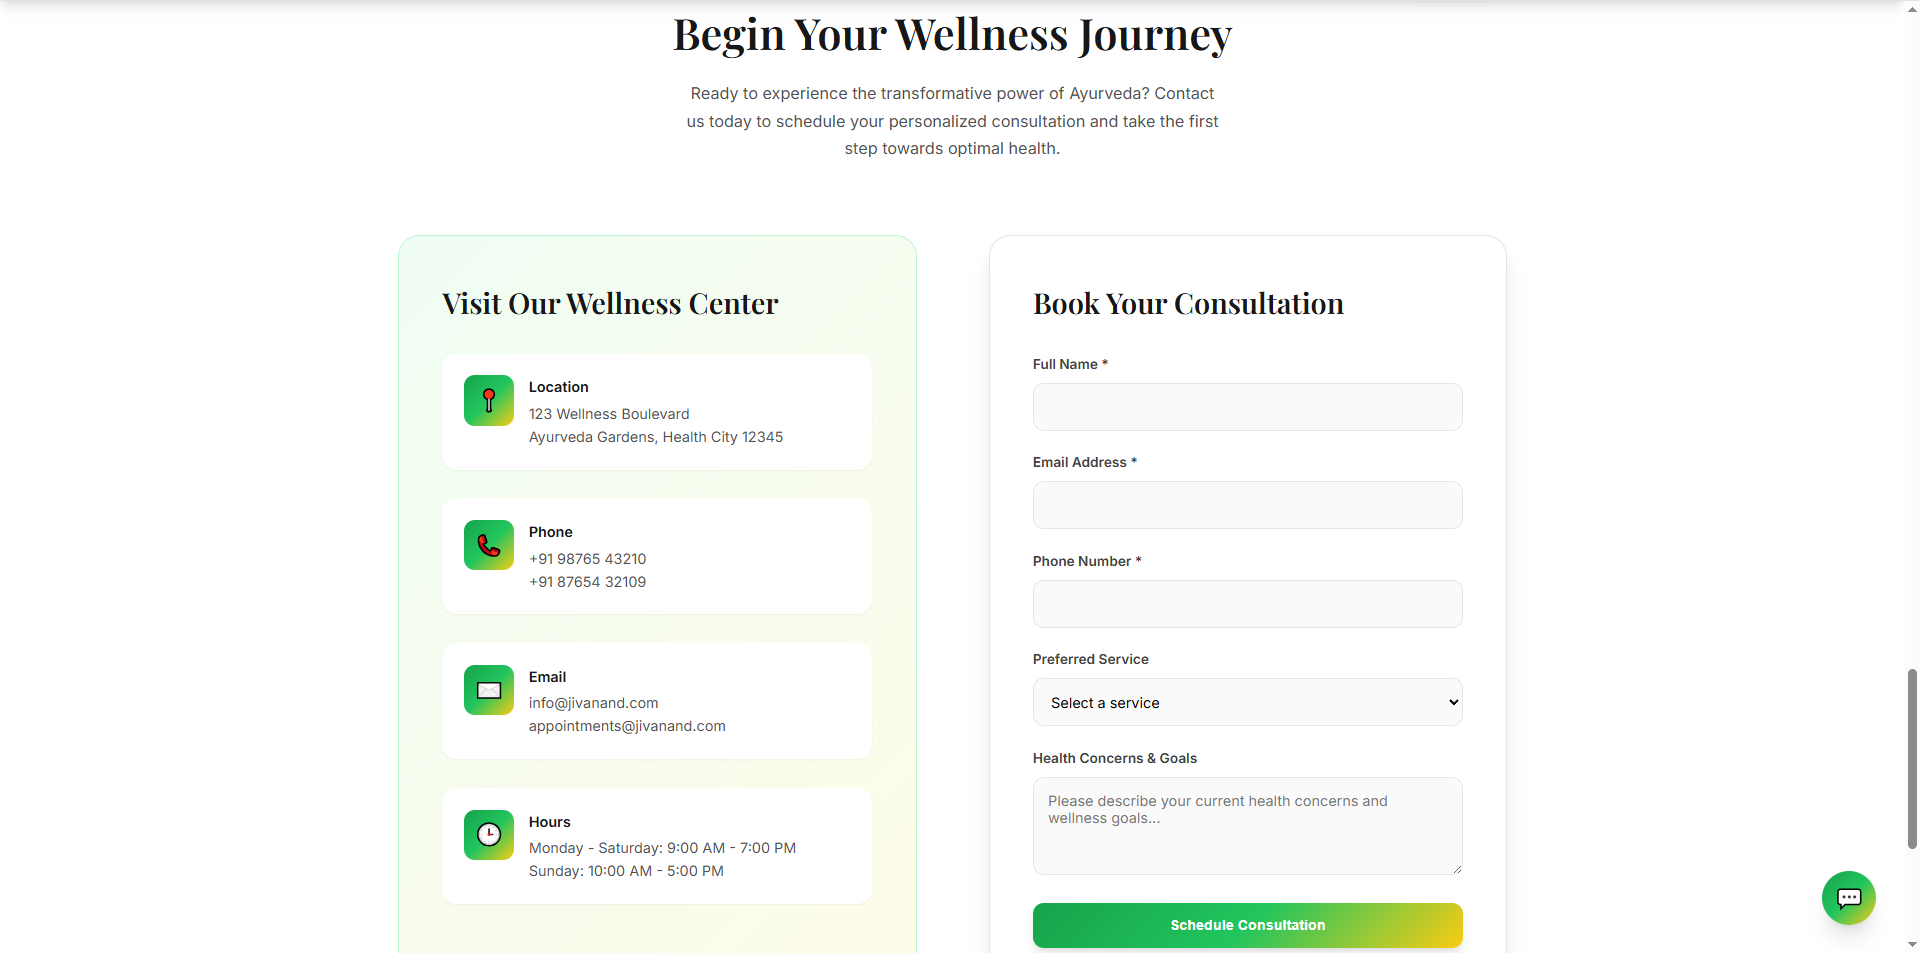 Begin Your Wellness Journey
Ready to experience the transformative power of Ayurveda? Contact
us today to schedule your personalized consultation and take the first
step towards optimal health.
Visit Our Wellness Center
Location
123 Wellness Boulevard
Ayurveda Gardens, Health City 12345
Phone
+91 98765 43210
+91 87654 32109
Email
info@jivanand.com
appointments@jivanand.com
Hours
Monday - Saturday: 9:00 AM - 7:00 PM
Sunday: 10:00 AM - 5:00 PM
Book Your Consultation
Full Name *
Email Address *
Phone Number *
Preferred Service
Select a service
Health Concerns & Goals
Please describe your current health concerns and
wellness goals...
Schedule Consultation